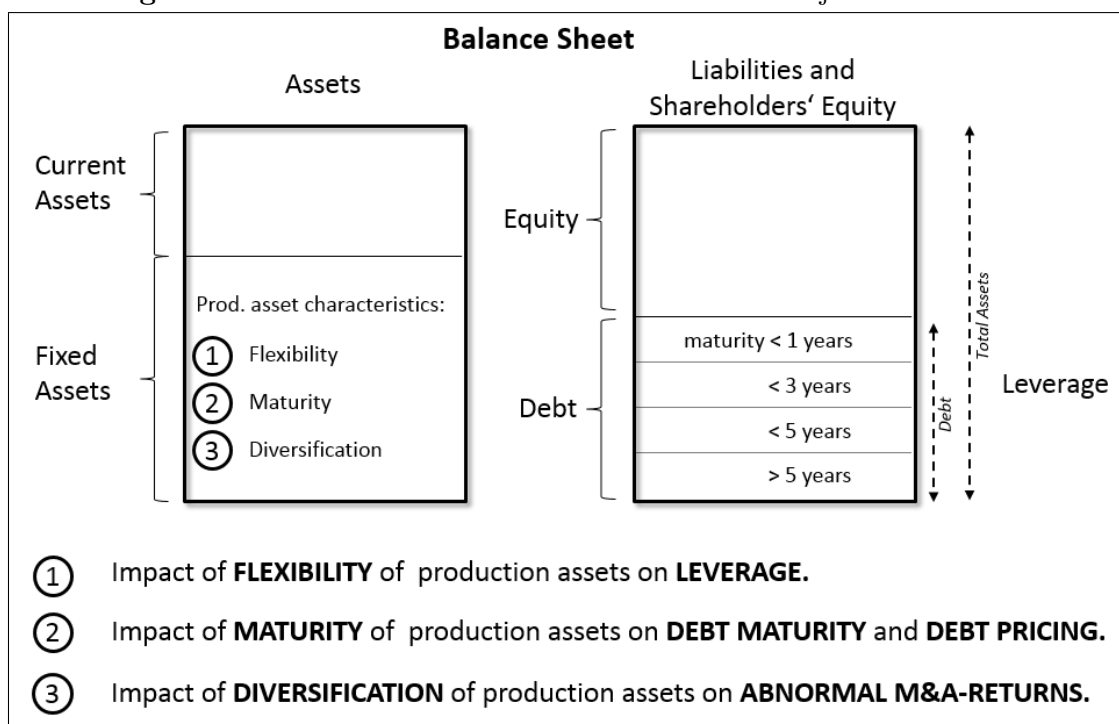 Balance Sheet
Assets
Liabilities and
Shareholders‘ Equity
Current
Assets
Fixed
Assets
Prod. asset characteristics:
1 Flexibility
2 Maturity
3 Diversification
Equity
Debt
maturity < 1 years
< 3 years
< 5 years
> 5 years
Debt
Total Assets
Leverage
1 Impact of FLEXIBILITY of production assets on LEVERAGE.
2 Impact of MATURITY of production assets on DEBT MATURITY and DEBT PRICING.
3 Impact of DIVERSIFICATION of production assets on ABNORMAL M&A-RETURNS.